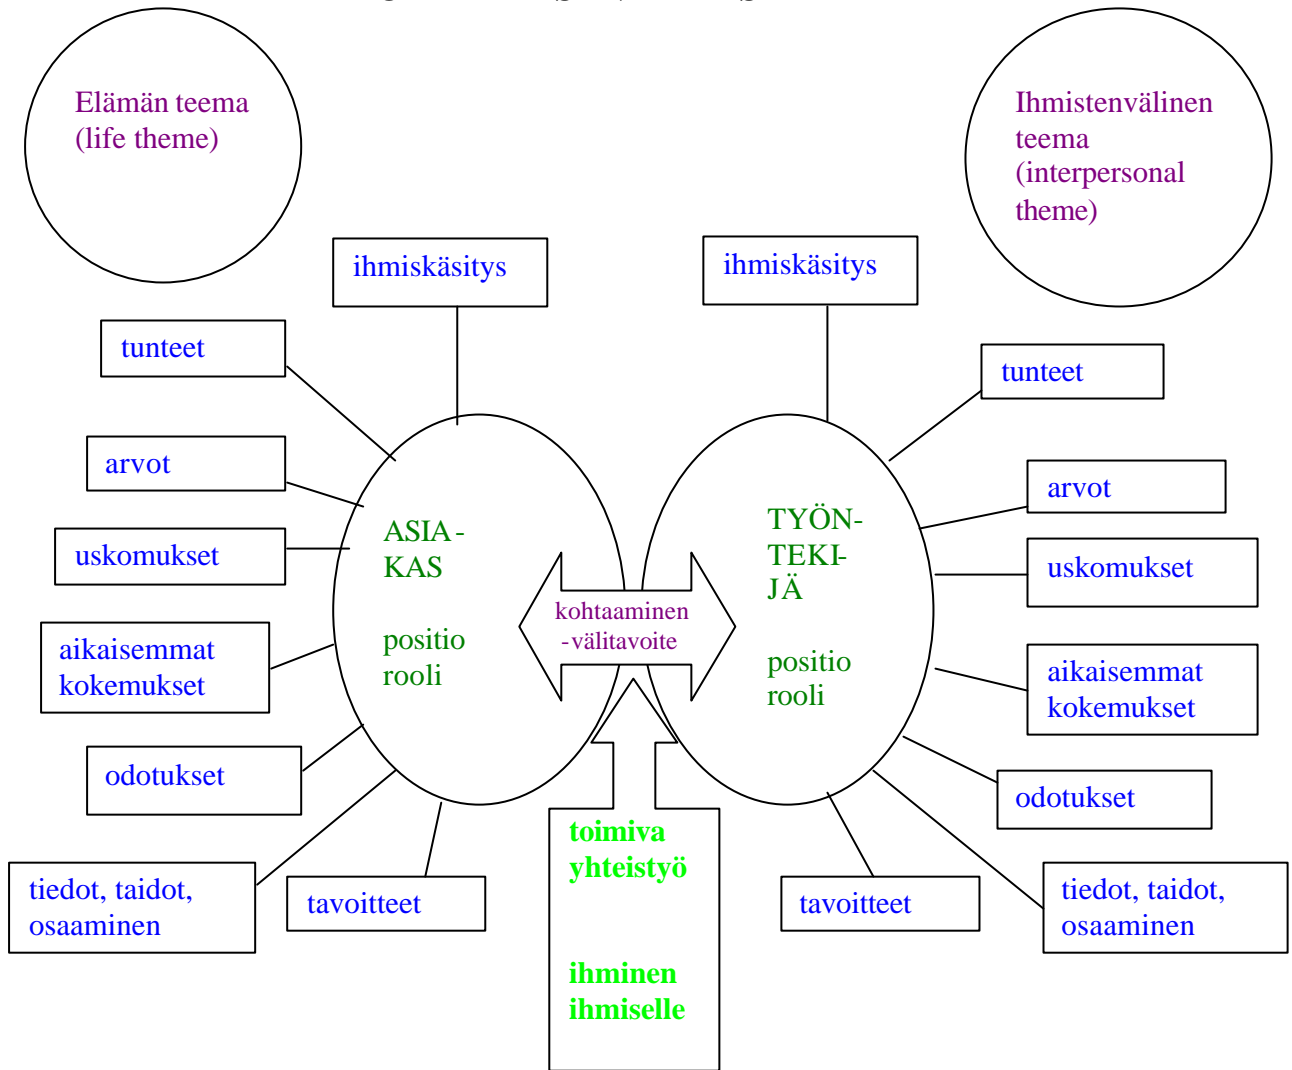 Elämän teema
(life theme)
Ihmistenvälinen
teema
(interpersonal
theme)
ihmiskäsitys
ihmiskäsitys
tunteet
tunteet
arvot
arvot
uskomukset
uskomukset
aikaisemmat
kokemukset
aikaisemmat
kokemukset
odotukset
odotukset
tiedot, taidot,
osaaminen
tavoitteet
tavoitteet
tiedot, taidot,
osaaminen
ASIA-
KAS
positio
rooli
kohtaaminen
-välitavoite
TYÖN-
TEKI-
JÄ
positio
rooli
toimiva
yhteistyö
ihminen
ihmiselle